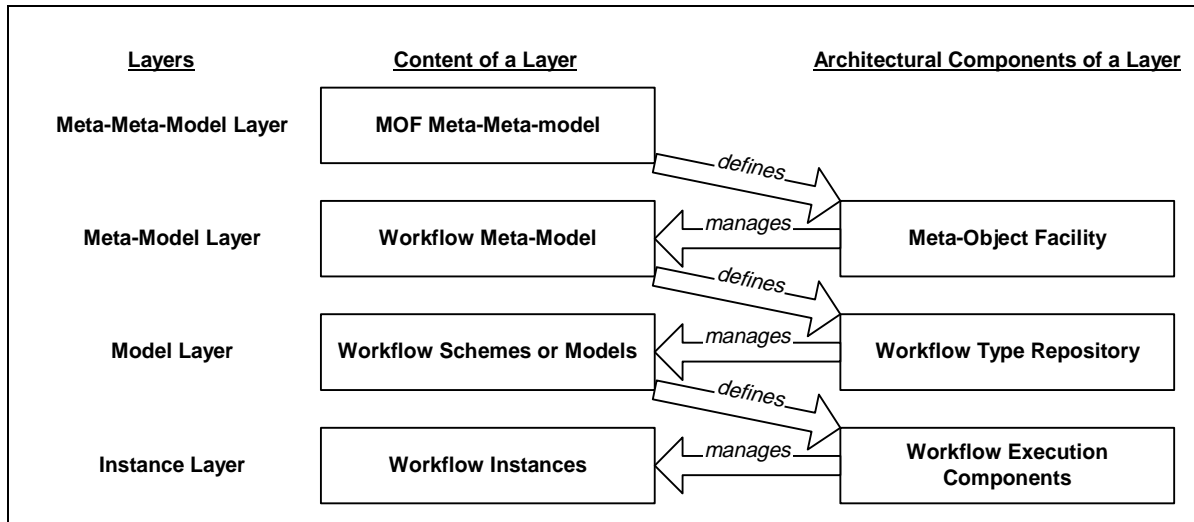 Layers
Content of a Layer
Architectural Components of a Layer
Meta-Meta-Model Layer
MOF Meta-Meta-model
defines
Meta-Model Layer
Workflow Meta-Model
manages
Meta-Object Facility
defines
Model Layer
Workflow Schemes or Models
manages
Workflow Type Repository
defines
Instance Layer
Workflow Instances
manages
Workflow Execution
Components